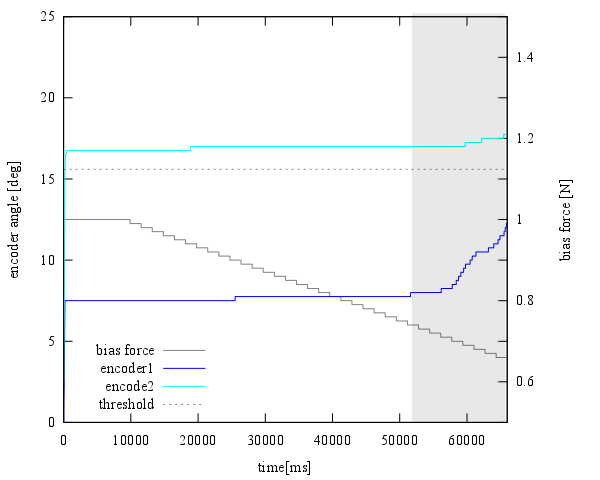 25
20
15
10
5
0
encoder angle [deg]
1.4
1.2
1
0.8
0.6
bias force [N]
bias force
encoder1
encode2
threshold
0 10000 20000 30000 40000 50000 60000
time[ms]